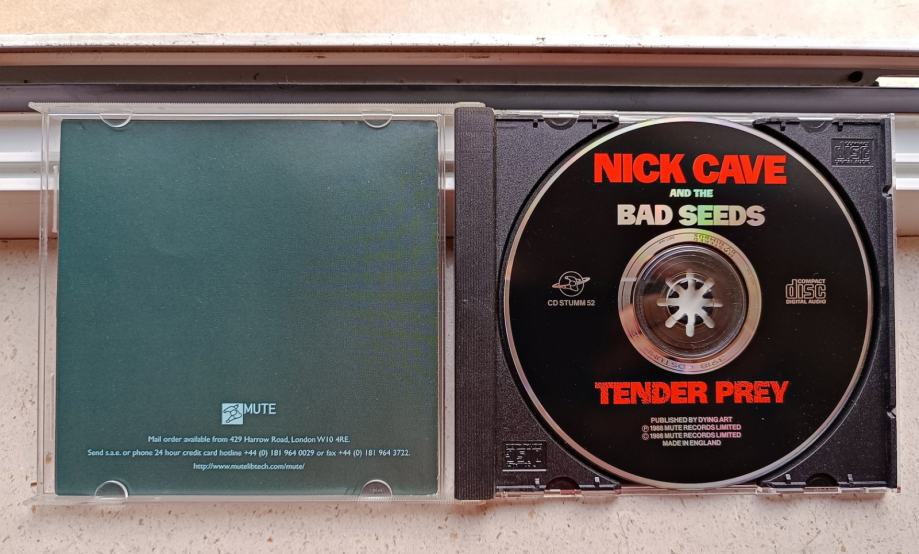 MUTE
Mail order available from 429 Harrow Road, London W10 4RE.
Send s.a.e. or phone 24 hour credit card hotline +44 (0) 181 964 0029 or fax +44 (0) 181 964 3722.
http://www.mutelibtech.com/mute/
NICK CAVE
AND THE
BAD SEEDS
CD STUMM 52
COMPACT
disc
DIGITAL AUDIO
TENDER PREY
PUBLISHED BY DYING ART
℗ 1988 MUTE RECORDS LIMITED
© 1988 MUTE RECORDS LIMITED
MADE IN ENGLAND